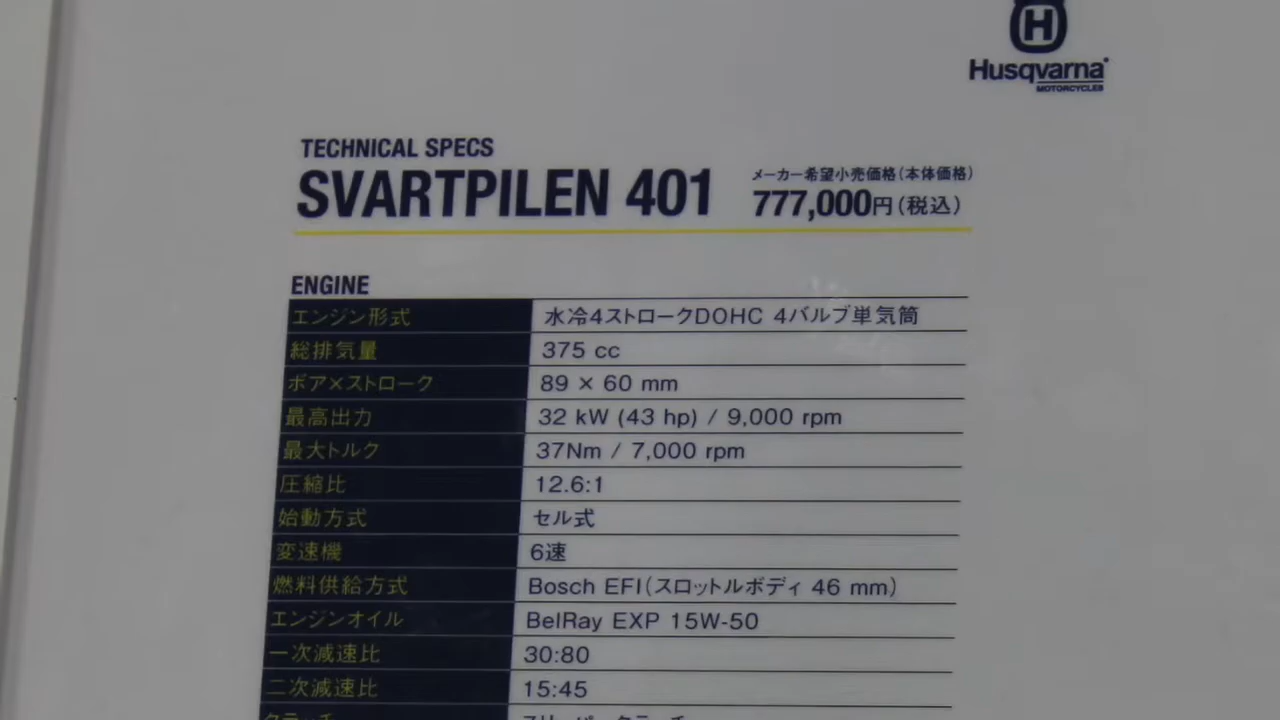 Husqvarna
MOTORCYCLES
TECHNICAL SPECS
SVARTPILEN 401 メーカー希望小売価格(本体価格)
777,000円(税込)
ENGINE
エンジン形式 水冷4ストロークDOHC 4バルブ単気筒
総排気量 375 cc
ボア×ストローク 89 × 60 mm
最高出力 32 kW (43 hp) / 9,000 rpm
最大トルク 37Nm / 7,000 rpm
圧縮比 12.6:1
始動方式 セル式
変速機 6速
燃料供給方式 Bosch EFI(スロットルボディ 46 mm)
エンジンオイル BelRay EXP 15W-50
一次減速比 30:80
二次減速比 15:45